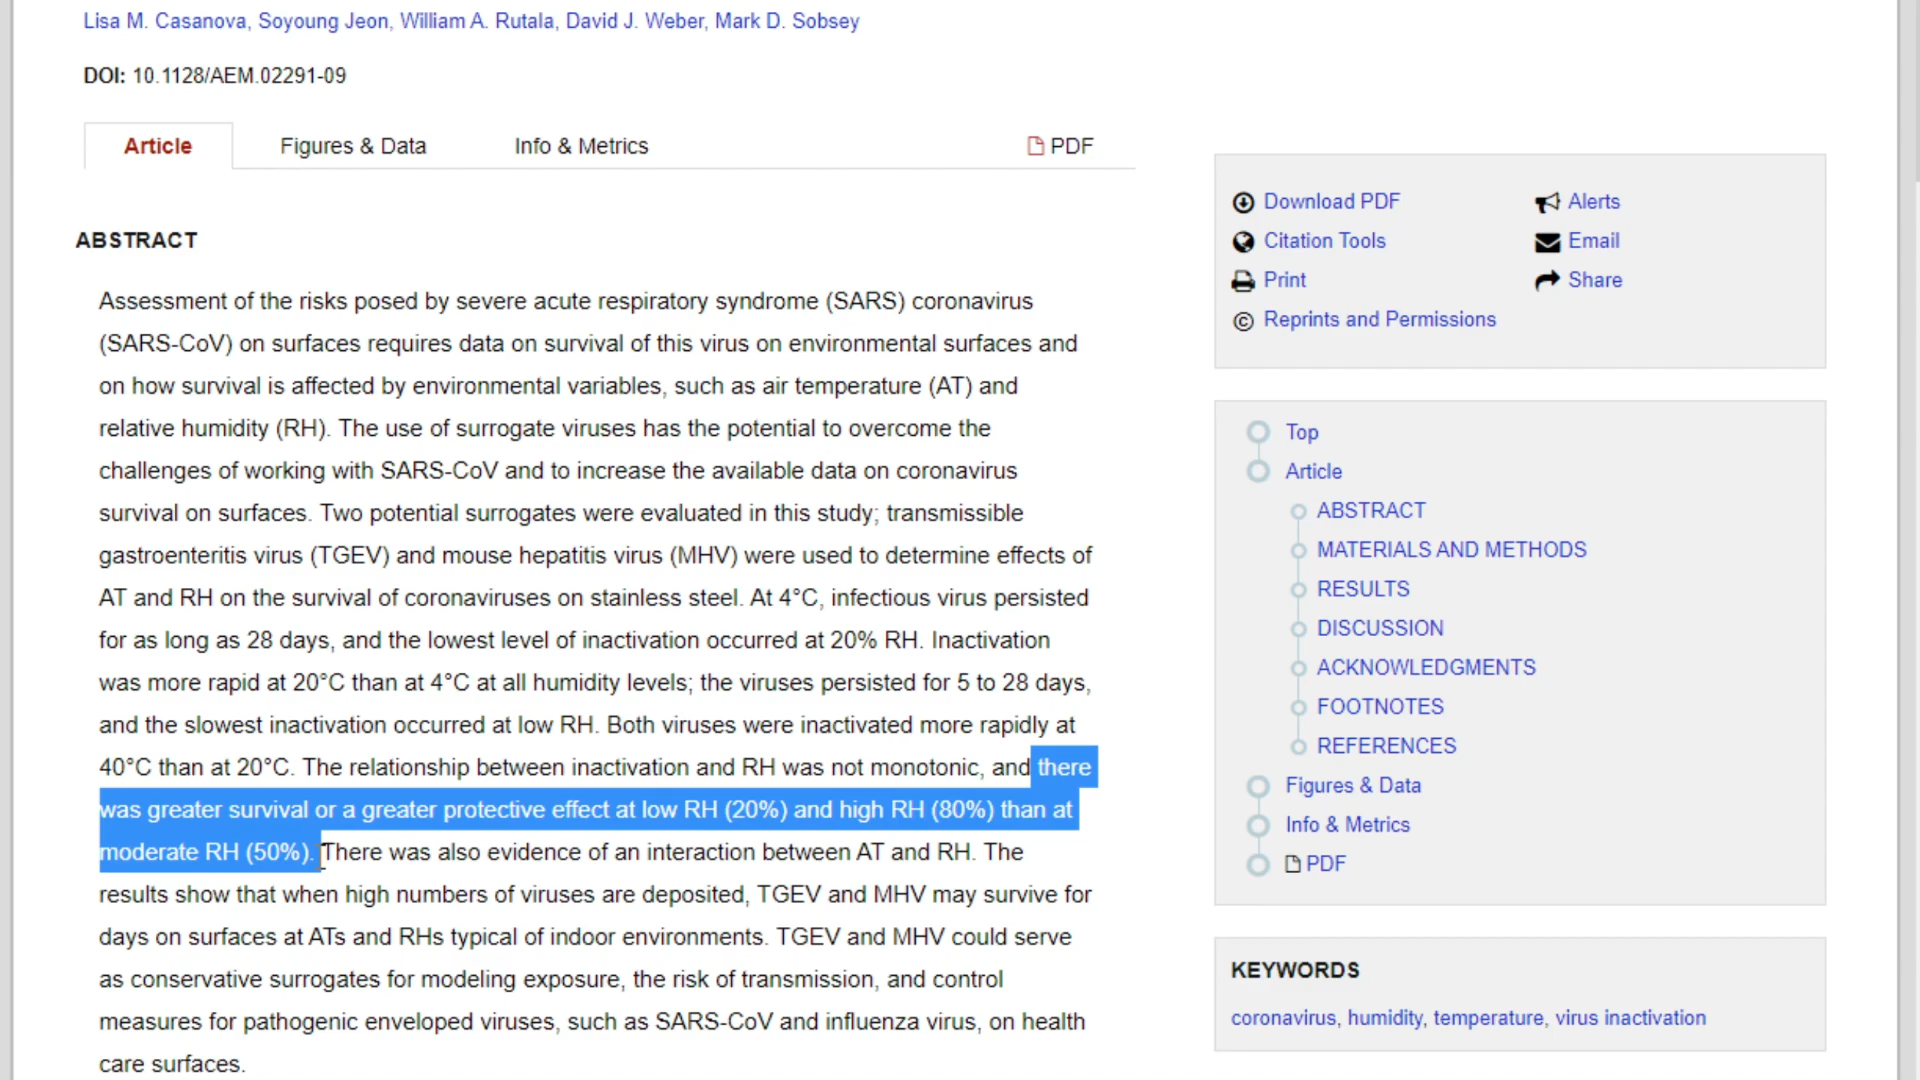 Lisa M. Casanova, Soyoung Jeon, William A. Rutala, David J. Weber, Mark D. Sobsey
DOI: 10.1128/AEM.02291-09
Article
Figures & Data
Info & Metrics
PDF
ABSTRACT
Assessment of the risks posed by severe acute respiratory syndrome (SARS) coronavirus
(SARS-CoV) on surfaces requires data on survival of this virus on environmental surfaces and
on how survival is affected by environmental variables, such as air temperature (AT) and
relative humidity (RH). The use of surrogate viruses has the potential to overcome the
challenges of working with SARS-CoV and to increase the available data on coronavirus
survival on surfaces. Two potential surrogates were evaluated in this study; transmissible
gastroenteritis virus (TGEV) and mouse hepatitis virus (MHV) were used to determine effects of
AT and RH on the survival of coronaviruses on stainless steel. At 4°C, infectious virus persisted
for as long as 28 days, and the lowest level of inactivation occurred at 20% RH. Inactivation
was more rapid at 20°C than at 4°C at all humidity levels; the viruses persisted for 5 to 28 days,
and the slowest inactivation occurred at low RH. Both viruses were inactivated more rapidly at
40°C than at 20°C. The relationship between inactivation and RH was not monotonic, and there
was greater survival or a greater protective effect at low RH (20%) and high RH (80%) than at
moderate RH (50%). There was also evidence of an interaction between AT and RH. The
results show that when high numbers of viruses are deposited, TGEV and MHV may survive for
days on surfaces at ATs and RHs typical of indoor environments. TGEV and MHV could serve
as conservative surrogates for modeling exposure, the risk of transmission, and control
measures for pathogenic enveloped viruses, such as SARS-CoV and influenza virus, on health
care surfaces.
Download PDF
Alerts
Citation Tools
Email
Print
Share
Reprints and Permissions
Top
Article
ABSTRACT
MATERIALS AND METHODS
RESULTS
DISCUSSION
ACKNOWLEDGMENTS
FOOTNOTES
REFERENCES
Figures & Data
Info & Metrics
PDF
KEYWORDS
coronavirus, humidity, temperature, virus inactivation